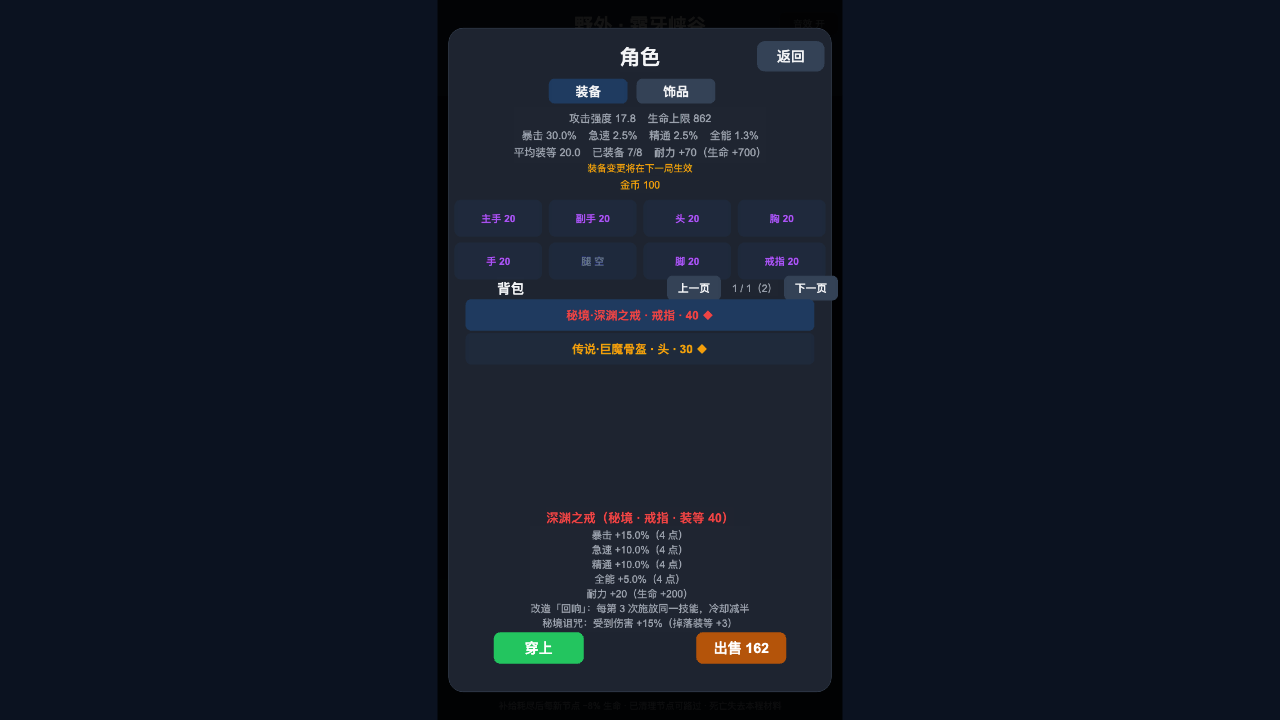 野外 · 霧牙峡谷
角色
返回
装备
饰品
攻击强度 17.8 生命上限 862
暴击 30.0% 急速 2.5% 精通 2.5% 全能 1.3%
平均装等 20.0 已装备 7/8 耐力 +70（生命 +700）
装备变更将在下一局生效
金币 100
主手 20
副手 20
头 20
胸 20
手 20
腿 空
脚 20
戒指 20
背包
上一页
1 / 1（2）
下一页
秘境·深渊之戒 · 戒指 · 40 ◆
传说·巨魔骨盔 · 头 · 30 ◆
深渊之戒（秘境 · 戒指 · 装等 40）
暴击 +15.0%（4 点）
急速 +10.0%（4 点）
精通 +10.0%（4 点）
全能 +5.0%（4 点）
耐力 +20（生命 +200）
改造「回响」：每第 3 次施放同一技能，冷却减半
秘境诅咒：受到伤害 +15%（掉落装等 +3）
穿上
出售 162